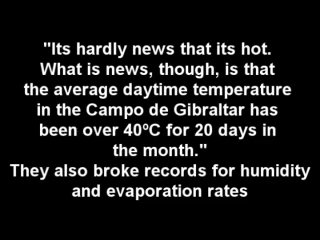 "Its hardly news that its hot.
What is news, though, is that
the average daytime temperature
in the Campo de Gibraltar has
been over 40ºC for 20 days in
the month."
They also broke records for humidity
and evaporation rates